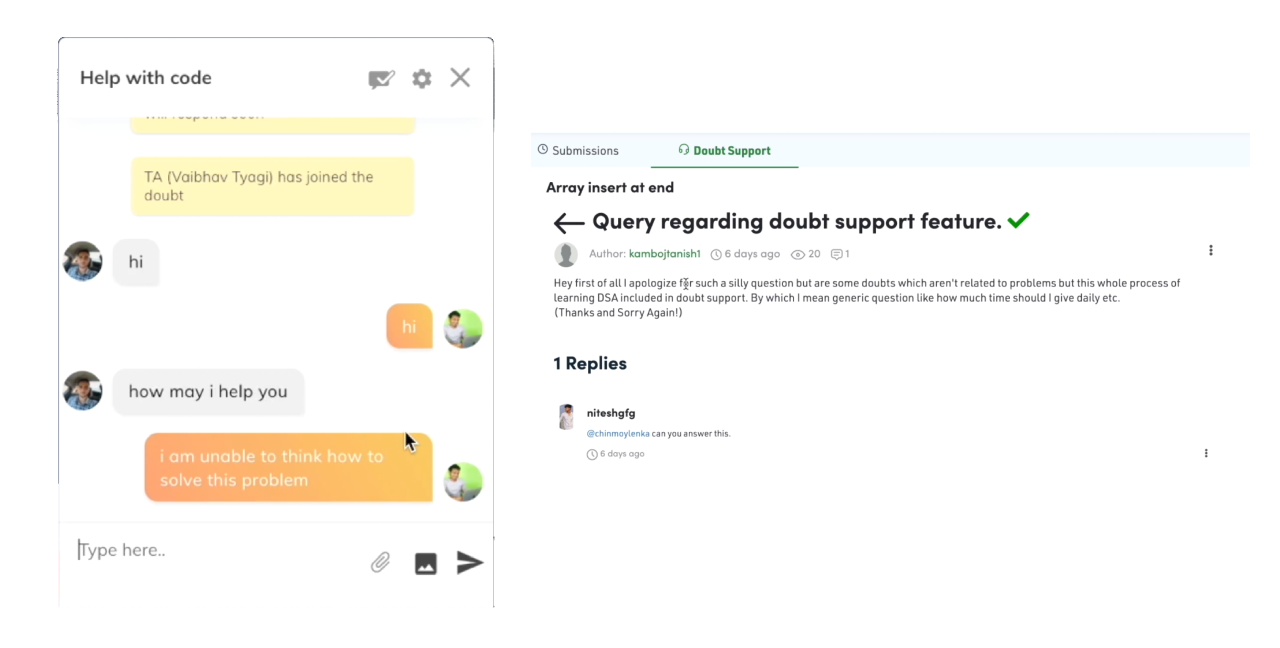 Help with code
will respond soon
TA (Vaibhav Tyagi) has joined the
doubt
hi
hi
how may i help you
i am unable to think how to
solve this problem
Type here..
Submissions
Doubt Support
Array insert at end
Query regarding doubt support feature.
Author: kambojtanish1 6 days ago 20 1
Hey first of all I apologize for such a silly question but are some doubts which aren't related to problems but this whole process of
learning DSA included in doubt support. By which I mean generic question like how much time should I give daily etc.
(Thanks and Sorry Again!)
1 Replies
niteshgfg
@chinmoylenka can you answer this.
6 days ago